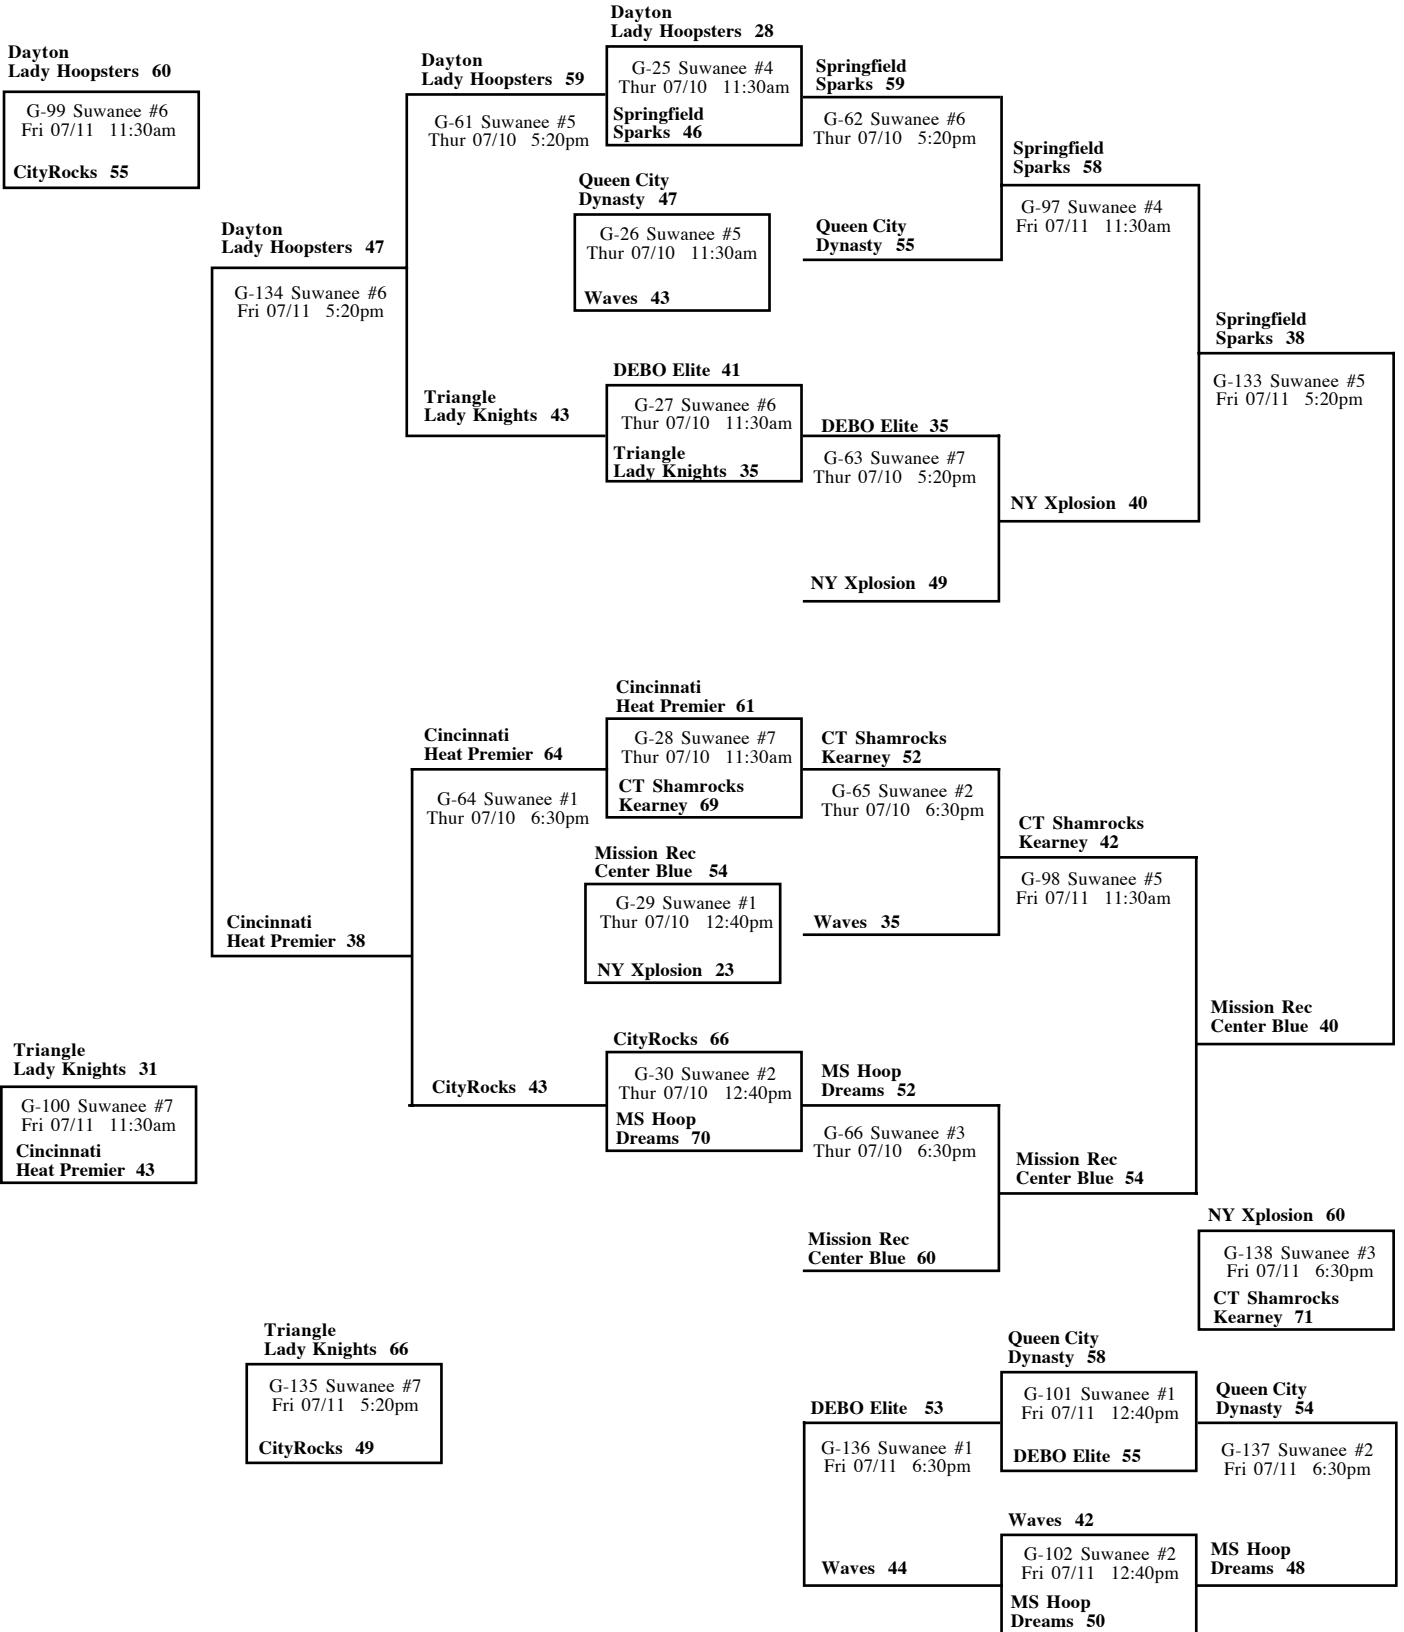 Dayton
Lady Hoopsters 60
G-99 Suwanee #6
Fri 07/11 11:30am
CityRocks 55
Dayton
Lady Hoopsters 47
G-134 Suwanee #6
Fri 07/11 5:20pm
Cincinnati
Heat Premier 38
Triangle
Lady Knights 31
G-100 Suwanee #7
Fri 07/11 11:30am
Cincinnati
Heat Premier 43
Triangle
Lady Knights 66
G-135 Suwanee #7
Fri 07/11 5:20pm
CityRocks 49
Dayton
Lady Hoopsters 59
G-61 Suwanee #5
Thur 07/10 5:20pm
Triangle
Lady Knights 43
Cincinnati
Heat Premier 64
G-64 Suwanee #1
Thur 07/10 6:30pm
CityRocks 43
Dayton
Lady Hoopsters 28
G-25 Suwanee #4
Thur 07/10 11:30am
Springfield
Sparks 46
Queen City
Dynasty 47
G-26 Suwanee #5
Thur 07/10 11:30am
Waves 43
DEBO Elite 41
G-27 Suwanee #6
Thur 07/10 11:30am
Triangle
Lady Knights 35
Cincinnati
Heat Premier 61
G-28 Suwanee #7
Thur 07/10 11:30am
CT Shamrocks
Kearney 69
Mission Rec
Center Blue 54
G-29 Suwanee #1
Thur 07/10 12:40pm
NY Xplosion 23
CityRocks 66
G-30 Suwanee #2
Thur 07/10 12:40pm
MS Hoop
Dreams 70
Springfield
Sparks 59
G-62 Suwanee #6
Thur 07/10 5:20pm
Queen City
Dynasty 55
DEBO Elite 35
G-63 Suwanee #7
Thur 07/10 5:20pm
NY Xplosion 49
CT Shamrocks
Kearney 52
G-65 Suwanee #2
Thur 07/10 6:30pm
Waves 35
MS Hoop
Dreams 52
G-66 Suwanee #3
Thur 07/10 6:30pm
Mission Rec
Center Blue 60
Springfield
Sparks 58
G-97 Suwanee #4
Fri 07/11 11:30am
NY Xplosion 40
CT Shamrocks
Kearney 42
G-98 Suwanee #5
Fri 07/11 11:30am
Mission Rec
Center Blue 54
Springfield
Sparks 38
G-133 Suwanee #5
Fri 07/11 5:20pm
Mission Rec
Center Blue 40
NY Xplosion 60
G-138 Suwanee #3
Fri 07/11 6:30pm
CT Shamrocks
Kearney 71
DEBO Elite 53
G-136 Suwanee #1
Fri 07/11 6:30pm
Waves 44
Queen City
Dynasty 58
G-101 Suwanee #1
Fri 07/11 12:40pm
DEBO Elite 55
Waves 42
G-102 Suwanee #2
Fri 07/11 12:40pm
MS Hoop
Dreams 50
Queen City
Dynasty 54
G-137 Suwanee #2
Fri 07/11 6:30pm
MS Hoop
Dreams 48